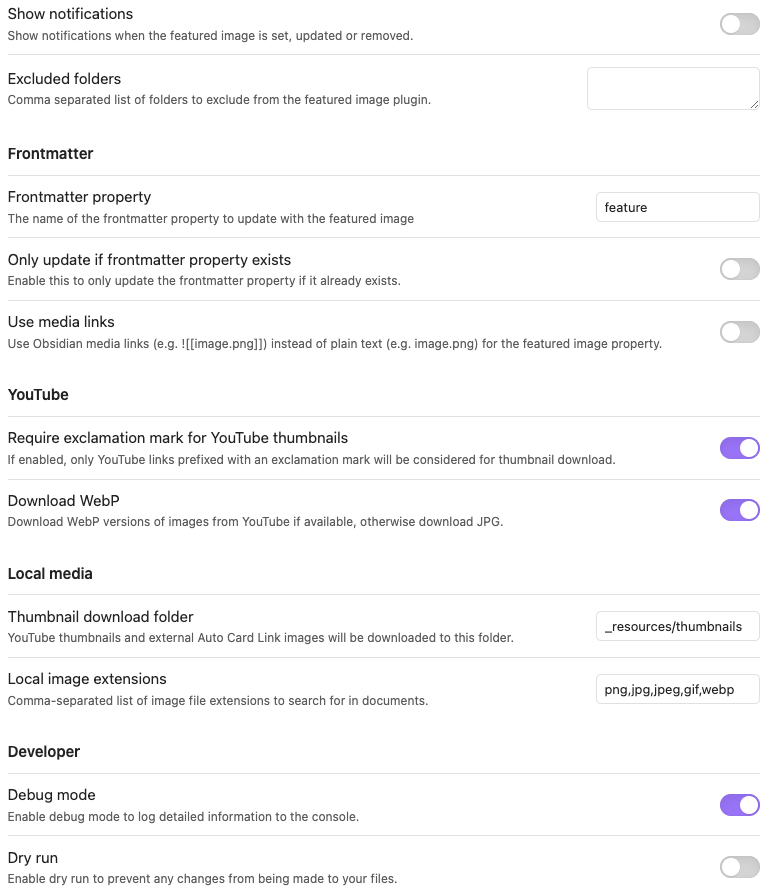 Show notifications
Show notifications when the featured image is set, updated or removed.
Excluded folders
Comma separated list of folders to exclude from the featured image plugin.
Frontmatter
Frontmatter property
The name of the frontmatter property to update with the featured image
feature
Only update if frontmatter property exists
Enable this to only update the frontmatter property if it already exists.
Use media links
Use Obsidian media links (e.g. ![[image.png]]) instead of plain text (e.g. image.png) for the featured image property.
YouTube
Require exclamation mark for YouTube thumbnails
If enabled, only YouTube links prefixed with an exclamation mark will be considered for thumbnail download.
Download WebP
Download WebP versions of images from YouTube if available, otherwise download JPG.
Local media
Thumbnail download folder
YouTube thumbnails and external Auto Card Link images will be downloaded to this folder.
_resources/thumbnails
Local image extensions
Comma-separated list of image file extensions to search for in documents.
png,jpg,jpeg,gif,webp
Developer
Debug mode
Enable debug mode to log detailed information to the console.
Dry run
Enable dry run to prevent any changes from being made to your files.